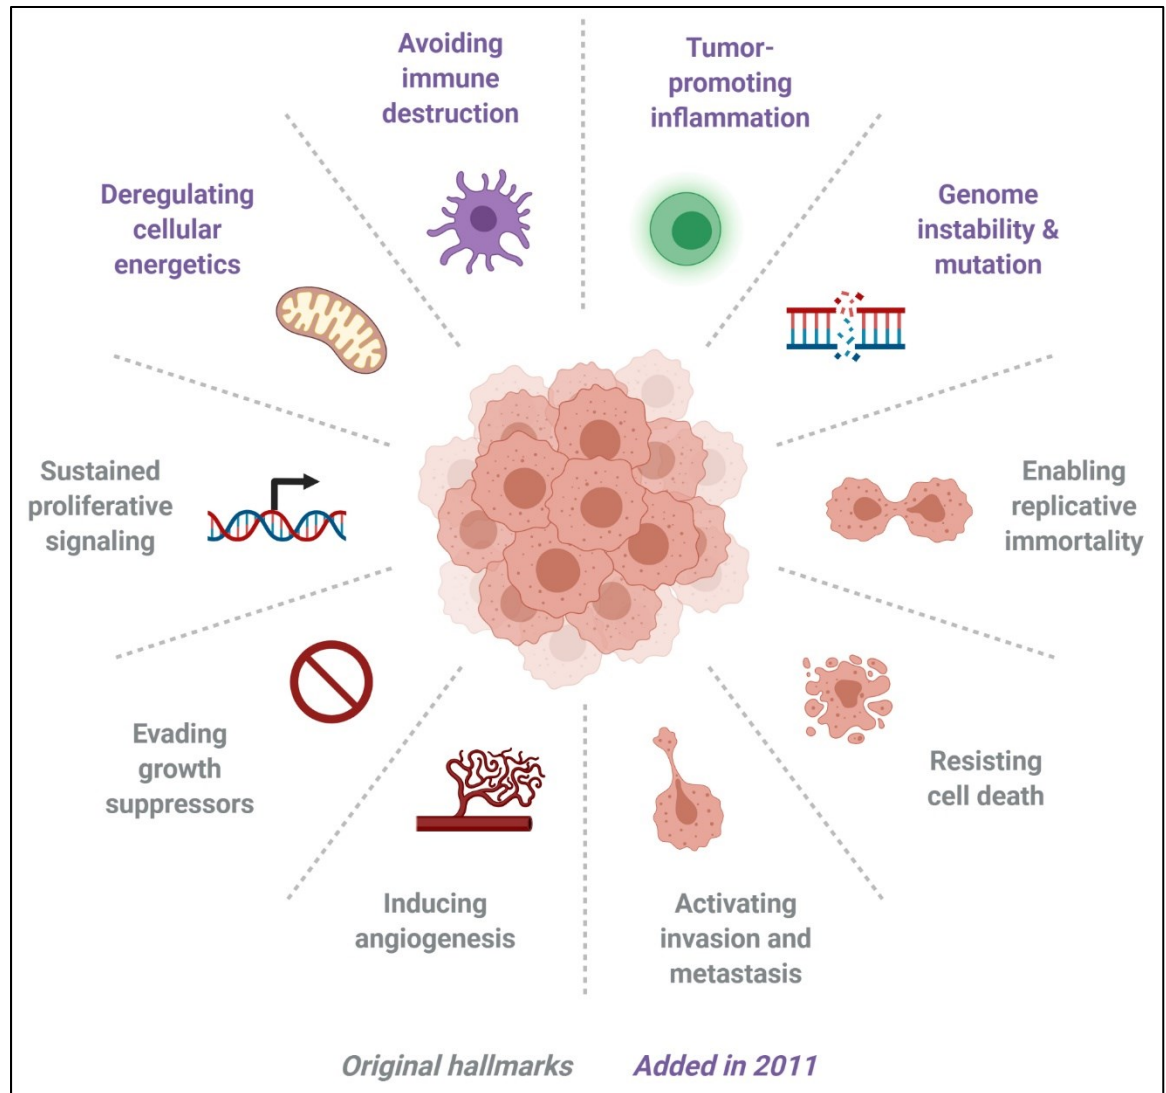 Avoiding
immune
destruction
Tumor-
promoting
inflammation
Genome
instability &
mutation
Enabling
replicative
immortality
Resisting
cell death
Activating
invasion and
metastasis
Inducing
angiogenesis
Evading
growth
suppressors
Sustained
proliferative
signaling
Deregulating
cellular
energetics
Original hallmarks
Added in 2011